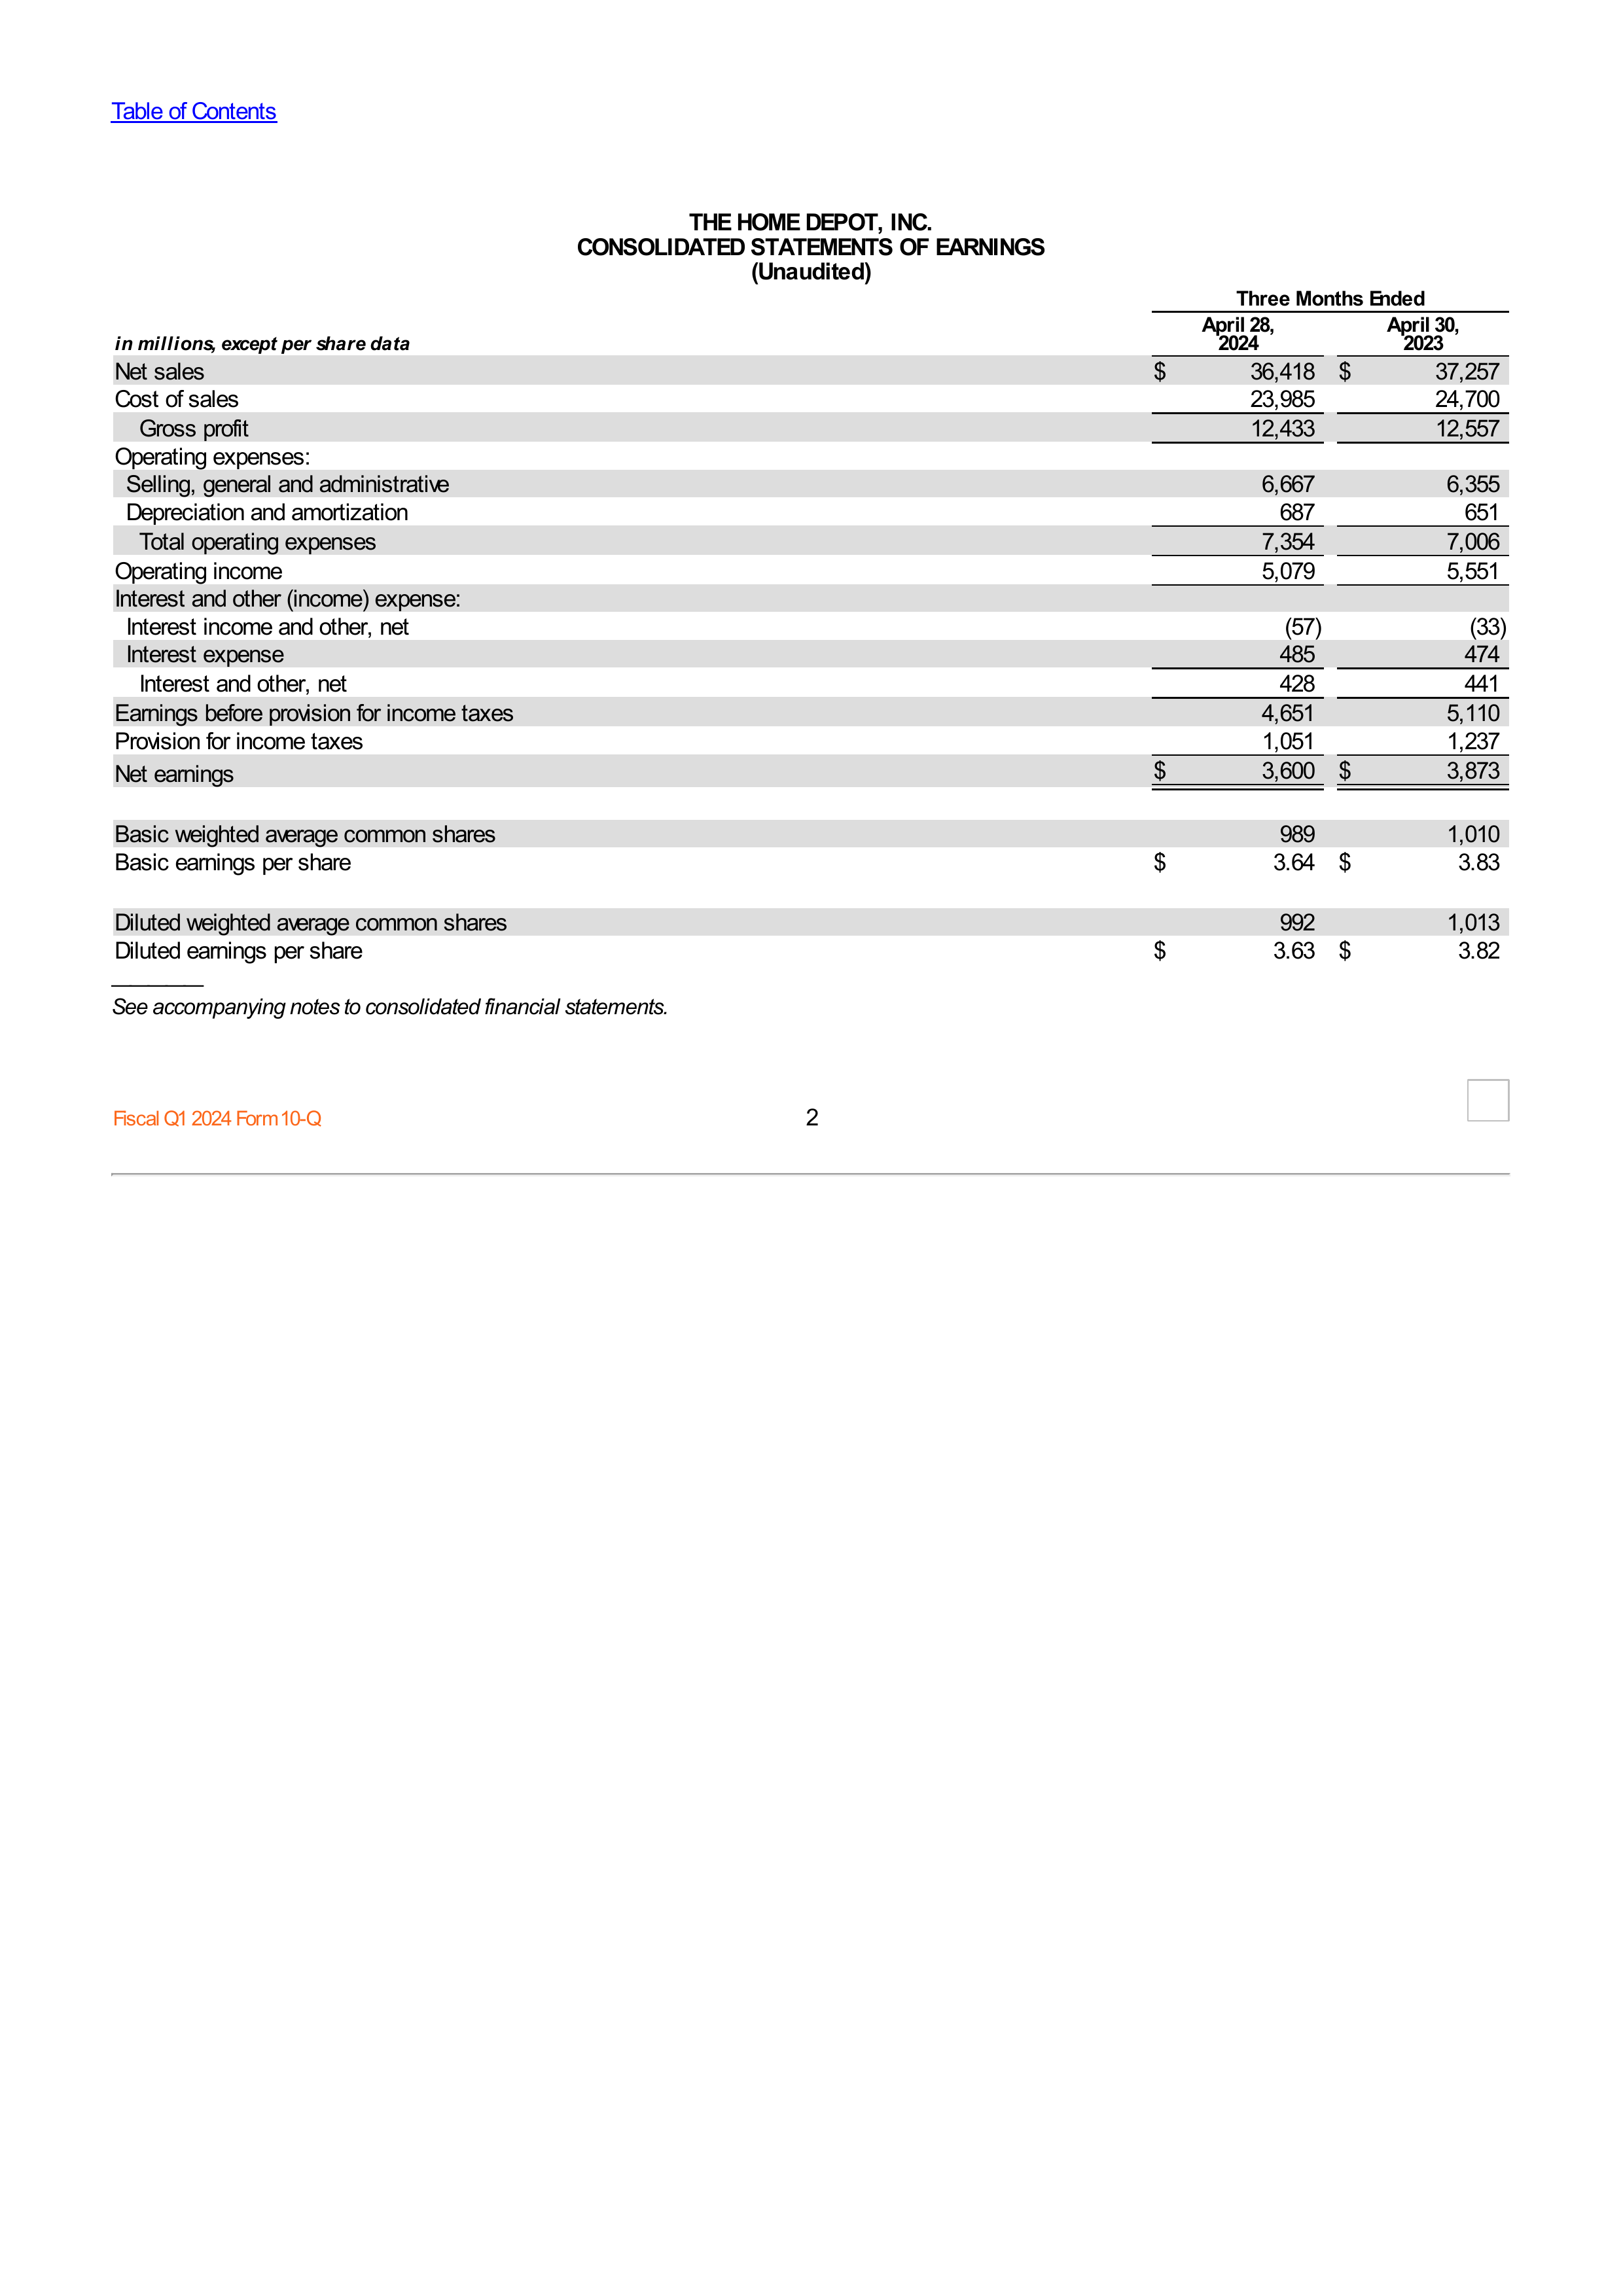 Table of Contents
THE HOME DEPOT, INC.
CONSOLIDATED STATEMENTS OF EARNINGS
(Unaudited)
Three Months Ended
in millions, except per share data April 28, 2024 April 30, 2023
Net sales $ 36,418 $ 37,257
Cost of sales 23,985 24,700
Gross profit 12,433 12,557
Operating expenses:
Selling, general and administrative 6,667 6,355
Depreciation and amortization 687 651
Total operating expenses 7,354 7,006
Operating income 5,079 5,551
Interest and other (income) expense:
Interest income and other, net (57) (33)
Interest expense 485 474
Interest and other, net 428 441
Earnings before provision for income taxes 4,651 5,110
Provision for income taxes 1,051 1,237
Net earnings $ 3,600 $ 3,873
Basic weighted average common shares 989 1,010
Basic earnings per share $ 3.64 $ 3.83
Diluted weighted average common shares 992 1,013
Diluted earnings per share $ 3.63 $ 3.82
See accompanying notes to consolidated financial statements.
Fiscal Q1 2024 Form 10-Q 2